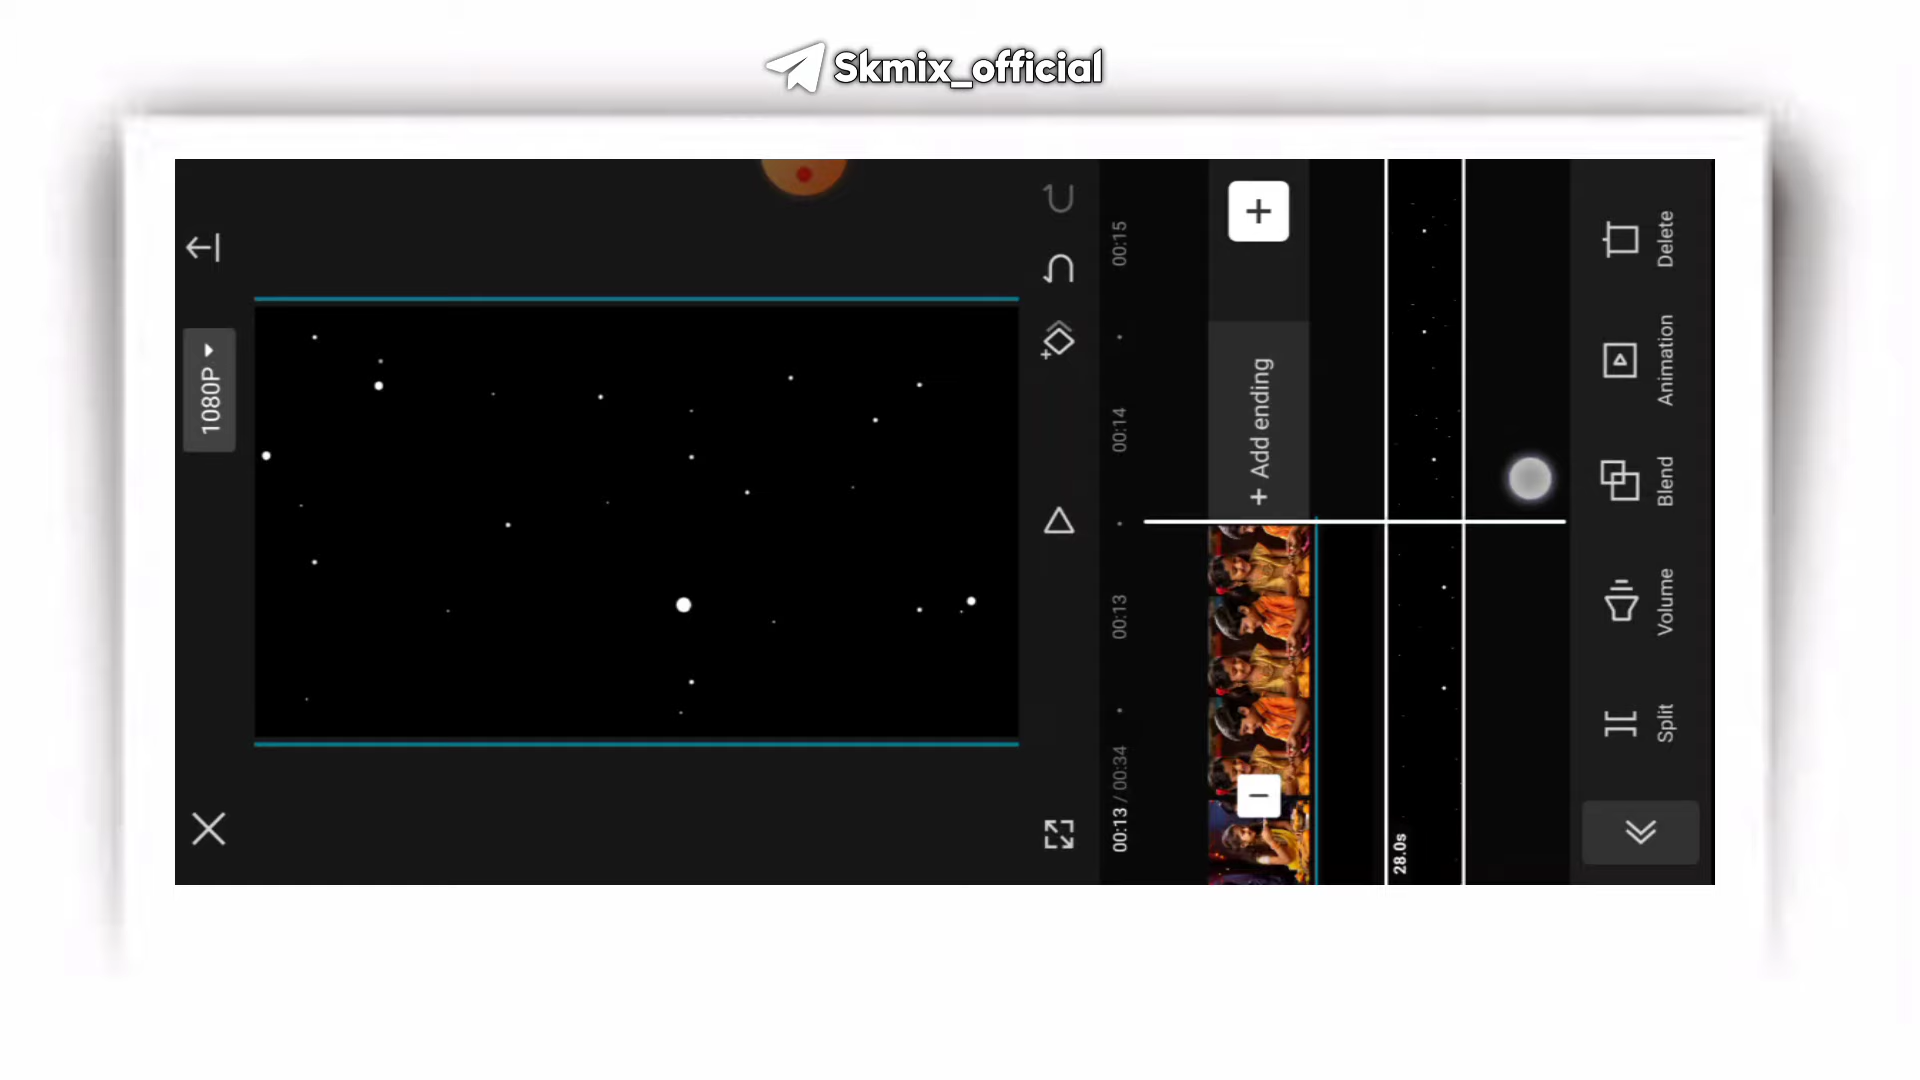 Skmix_official
1080P
00:13 / 00:34
00:13
00:14
00:15
+ Add ending
28.0s
Split
Volume
Blend
Animation
Delete